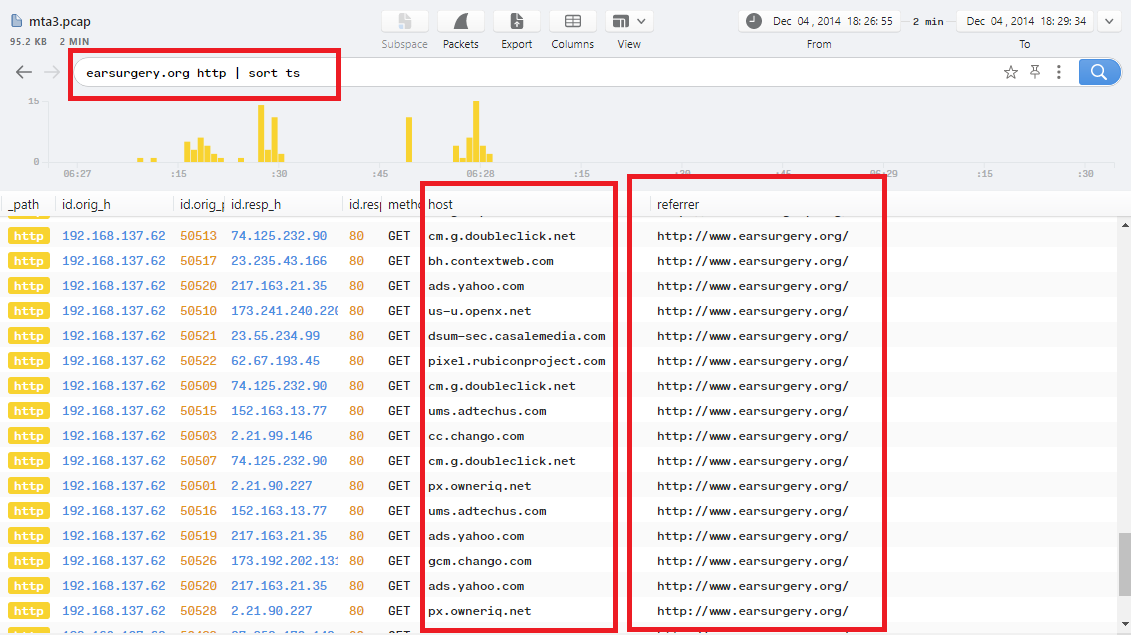 mta3.pcap
95.2 KB 2 MIN
Subspace Packets Export Columns View
Dec 04 , 2014 18:26:55 2 min Dec 04 , 2014 18:29:34
From To
earsurgery.org http | sort ts
15
0
06:27 :15 :30 :45 06:28 :15 :30 :45 06:29 :15 :30
_path id.orig_h id.orig_p id.resp_h id.resp metho host referrer
http 192.168.137.62 50513 74.125.232.90 80 GET cm.g.doubleclick.net http://www.earsurgery.org/
http 192.168.137.62 50517 23.235.43.166 80 GET bh.contextweb.com http://www.earsurgery.org/
http 192.168.137.62 50520 217.163.21.35 80 GET ads.yahoo.com http://www.earsurgery.org/
http 192.168.137.62 50510 173.241.240.220 80 GET us-u.openx.net http://www.earsurgery.org/
http 192.168.137.62 50521 23.55.234.99 80 GET dsum-sec.casalemedia.com http://www.earsurgery.org/
http 192.168.137.62 50522 62.67.193.45 80 GET pixel.rubiconproject.com http://www.earsurgery.org/
http 192.168.137.62 50509 74.125.232.90 80 GET cm.g.doubleclick.net http://www.earsurgery.org/
http 192.168.137.62 50515 152.163.13.77 80 GET ums.adtechus.com http://www.earsurgery.org/
http 192.168.137.62 50503 2.21.99.146 80 GET cc.chango.com http://www.earsurgery.org/
http 192.168.137.62 50507 74.125.232.90 80 GET cm.g.doubleclick.net http://www.earsurgery.org/
http 192.168.137.62 50501 2.21.90.227 80 GET px.owneriq.net http://www.earsurgery.org/
http 192.168.137.62 50516 152.163.13.77 80 GET ums.adtechus.com http://www.earsurgery.org/
http 192.168.137.62 50519 217.163.21.35 80 GET ads.yahoo.com http://www.earsurgery.org/
http 192.168.137.62 50526 173.192.202.131 80 GET gcm.chango.com http://www.earsurgery.org/
http 192.168.137.62 50520 217.163.21.35 80 GET ads.yahoo.com http://www.earsurgery.org/
http 192.168.137.62 50528 2.21.90.227 80 GET px.owneriq.net http://www.earsurgery.org/